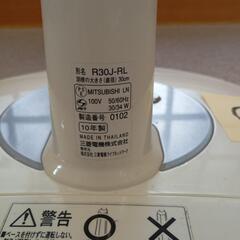 形名 R30J-RL
羽根の大きさ(直径) 30cm
MITSUBISHI LN
100V 50/60Hz
30/34 W
製造番号 0102
10年製
MADE IN THAILAND
三菱電機株式会社
警告